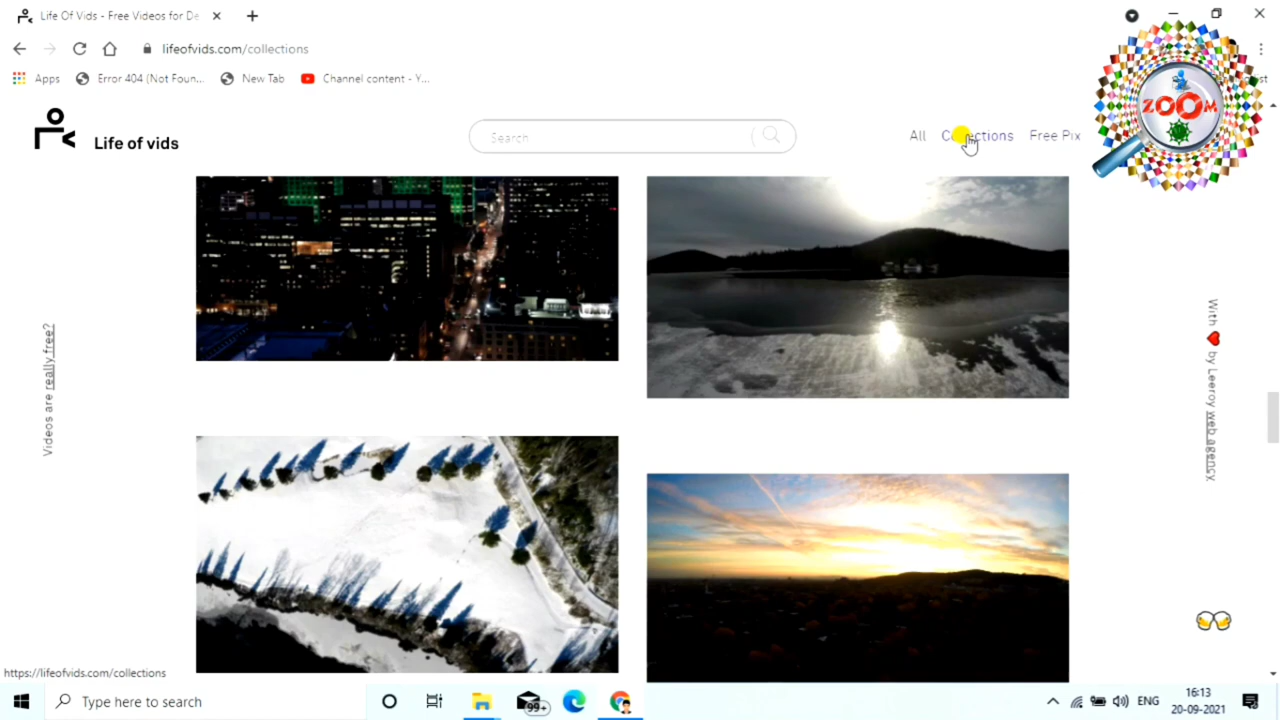 Life Of Vids - Free Videos for De
lifeofvids.com/collections
Apps
Error 404 (Not Foun...
New Tab
Channel content - Y...
ZOOM
Life of vids
Search
All
Collections
Free Pix
Videos are really free?
With ❤ by Leeroy web agency
https://lifeofvids.com/collections
Type here to search
99+
ENG
16:13
20-09-2021